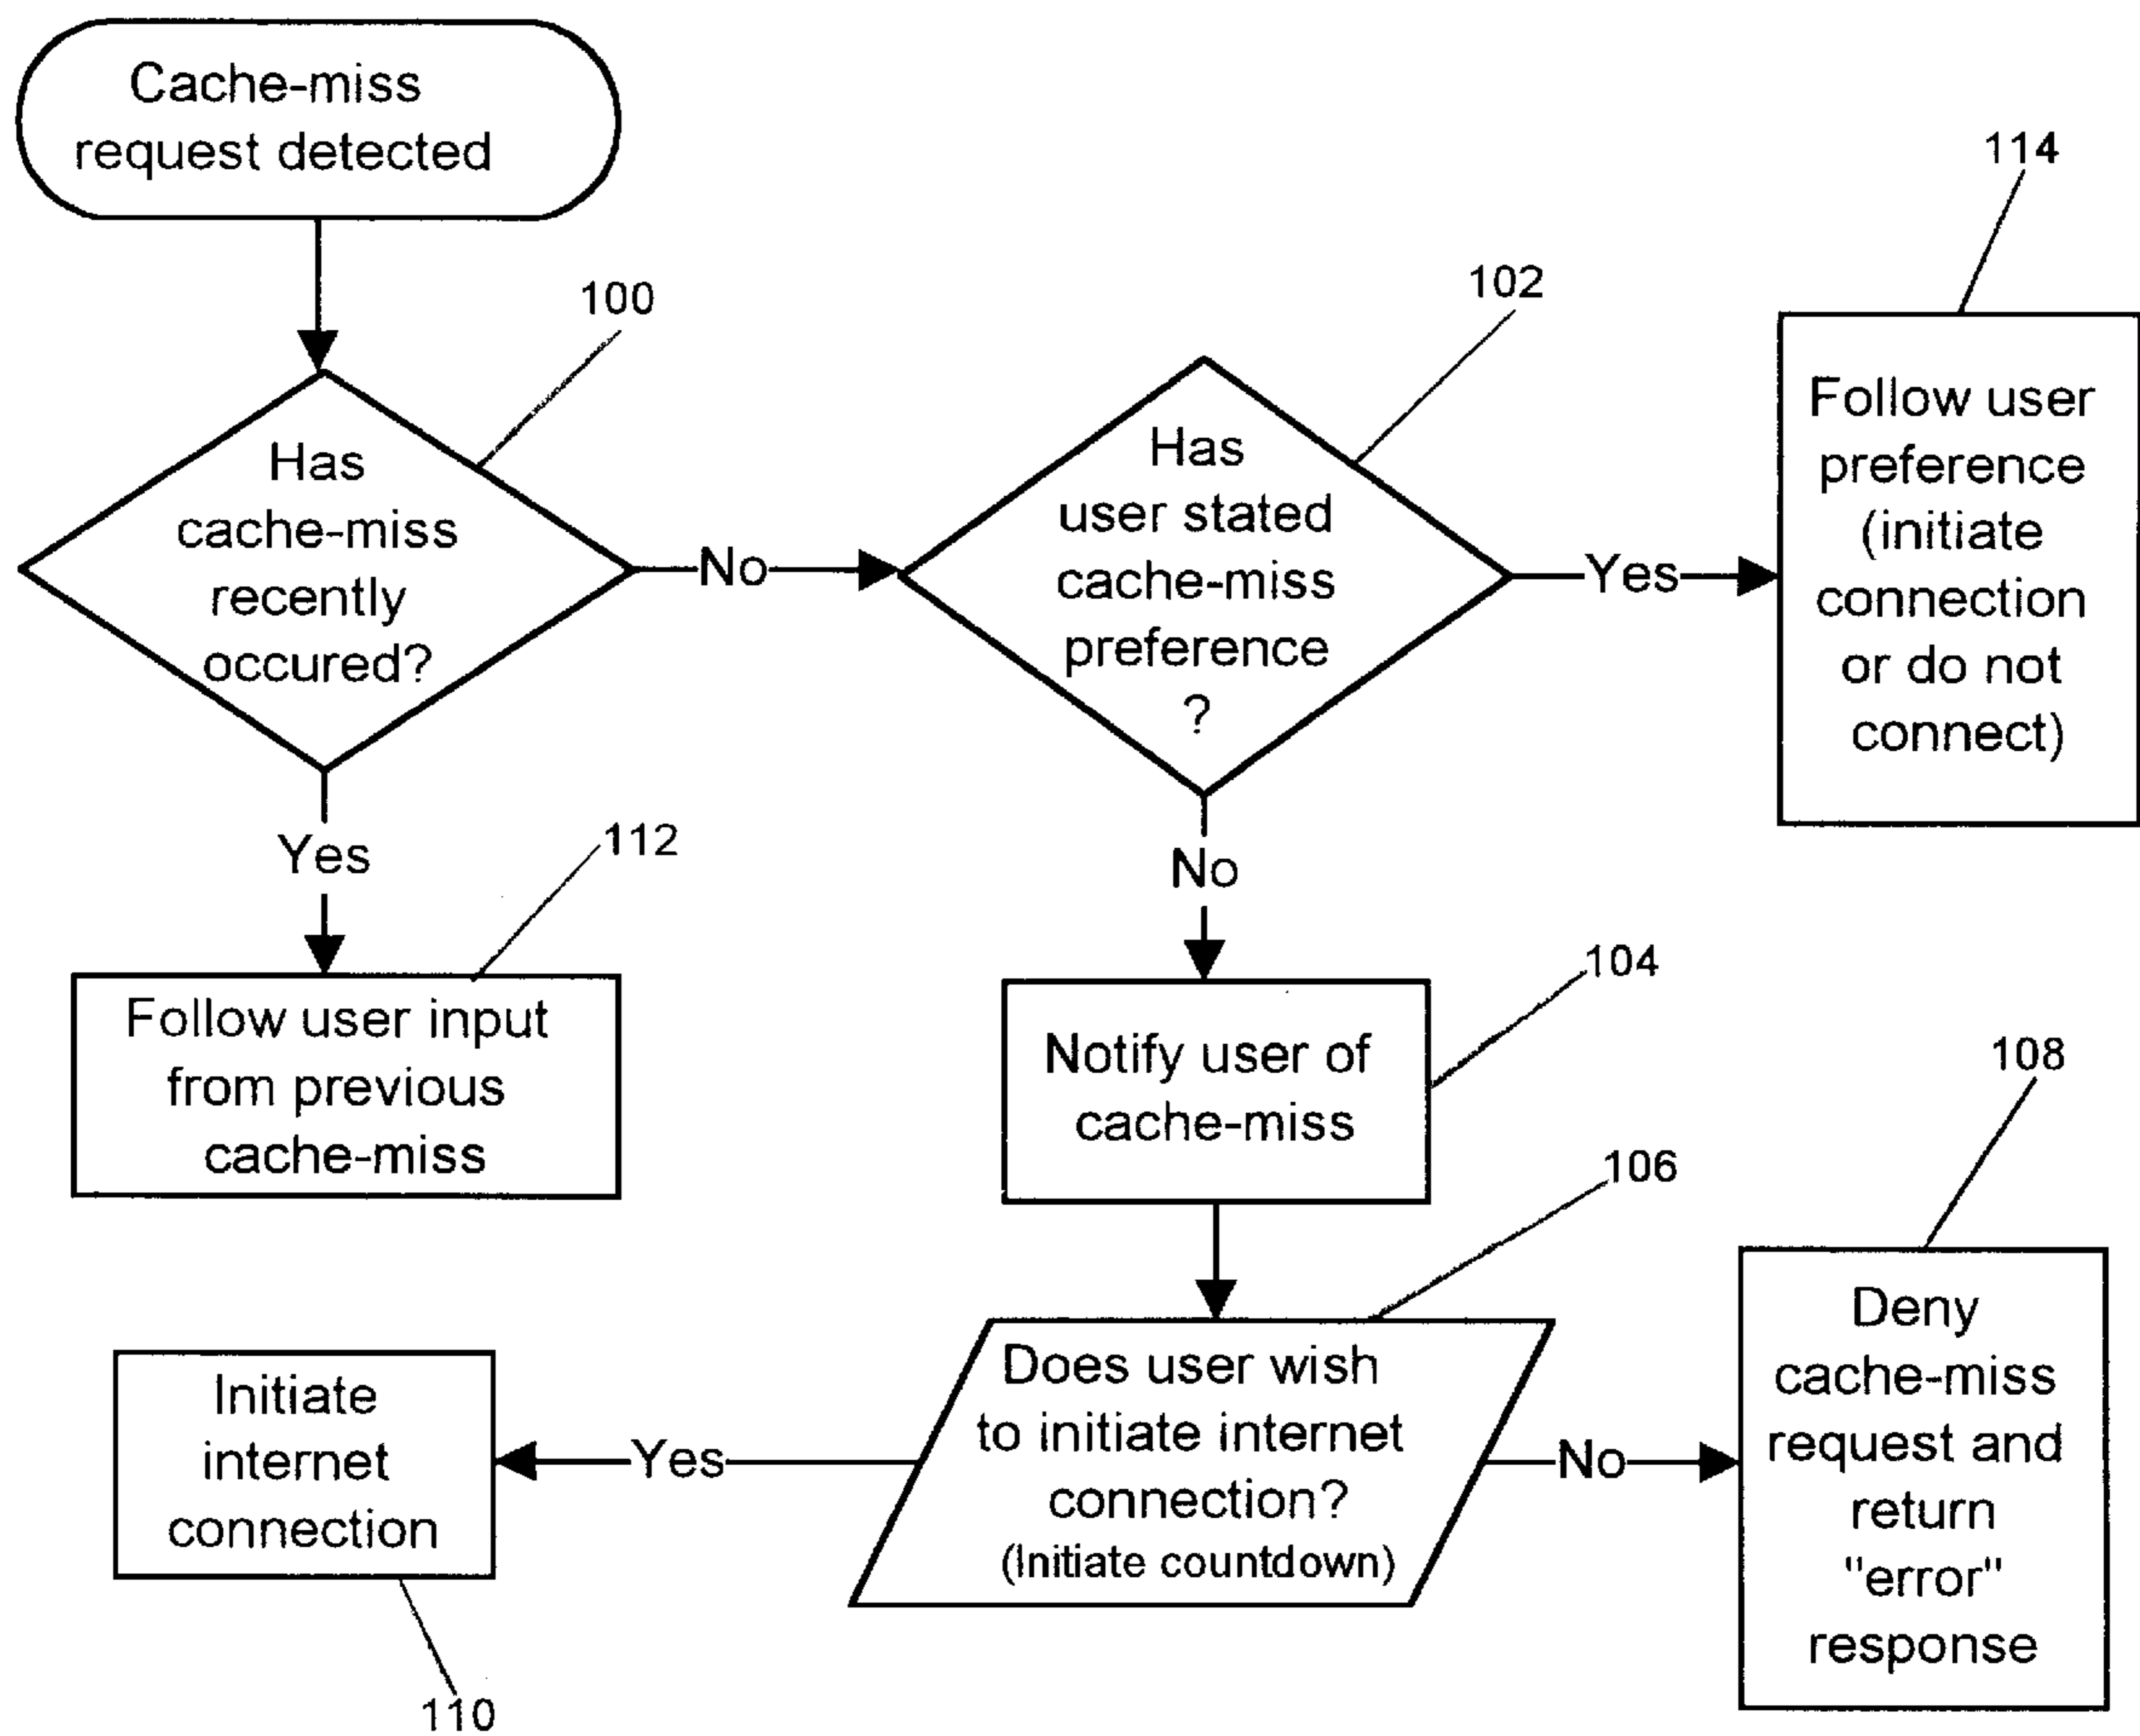 Cache-miss
request detected
100
Has
cache-miss
recently
occured?
No
102
Has
user stated
cache-miss
preference
?
Yes
114
Follow user
preference
(initiate
connection
or do not
connect)
Yes
112
Follow user input
from previous
cache-miss
No
104
Notify user of
cache-miss
106
Does user wish
to initiate internet
connection?
(Initiate countdown)
Yes
Initiate
internet
connection
110
No
108
Deny
cache-miss
request and
return
"error"
response